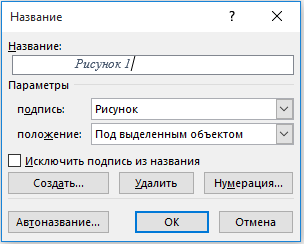 Название
?
Название:
Рисунок 1
Параметры
подпись: Рисунок
положение: Под выделенным объектом
Исключить подпись из названия
Создать... Удалить Нумерация...
Автоназвание... ОК Отмена